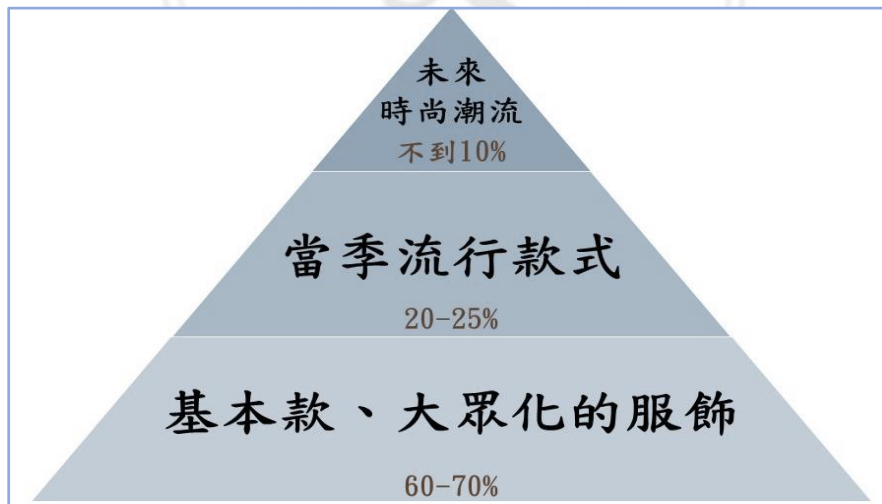 未來
時尚潮流
不到10%
當季流行款式
20-25%
基本款、大眾化的服飾
60-70%